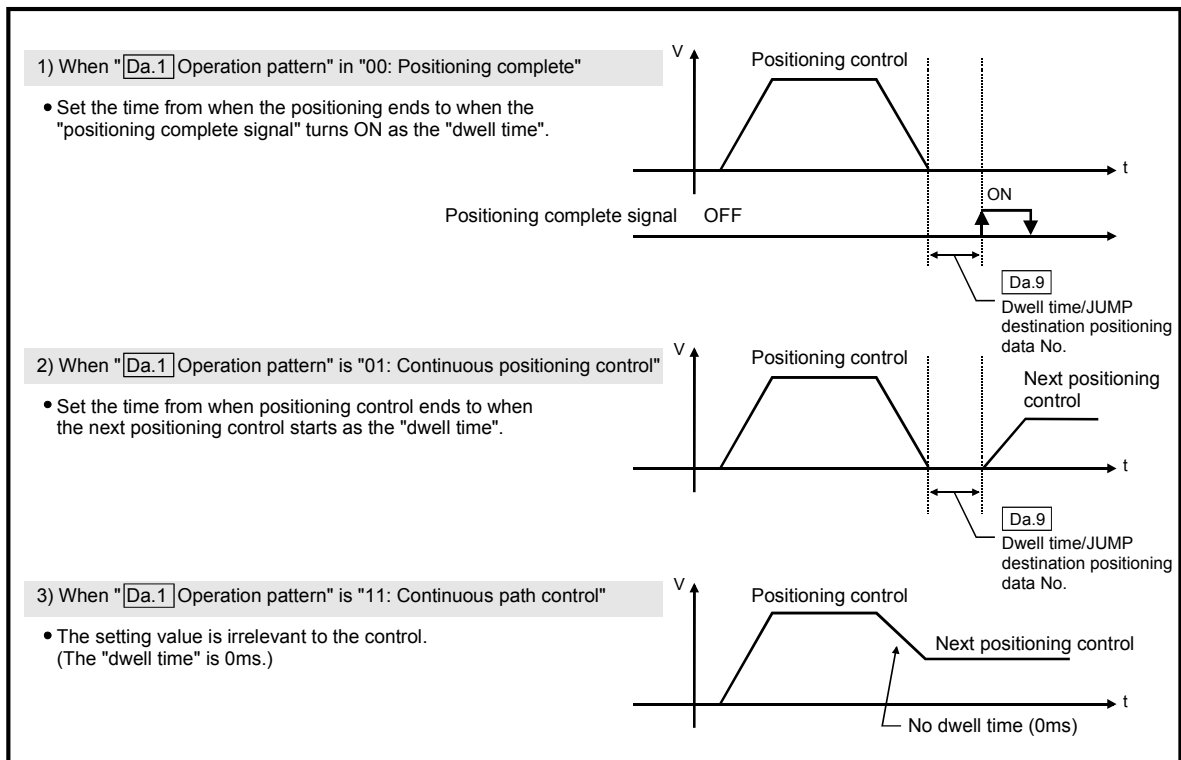 1) When "Da.1 Operation pattern" in "00: Positioning complete"
• Set the time from when the positioning ends to when the
"positioning complete signal" turns ON as the "dwell time".
V
Positioning control
t
ON
Positioning complete signal OFF
Da.9
Dwell time/JUMP
destination positioning
data No.
2) When "Da.1 Operation pattern" is "01: Continuous positioning control"
• Set the time from when positioning control ends to when
the next positioning control starts as the "dwell time".
V
Positioning control
Next positioning
control
t
Da.9
Dwell time/JUMP
destination positioning
data No.
3) When "Da.1 Operation pattern" is "11: Continuous path control"
• The setting value is irrelevant to the control.
(The "dwell time" is 0ms.)
V
Positioning control
Next positioning control
t
No dwell time (0ms)